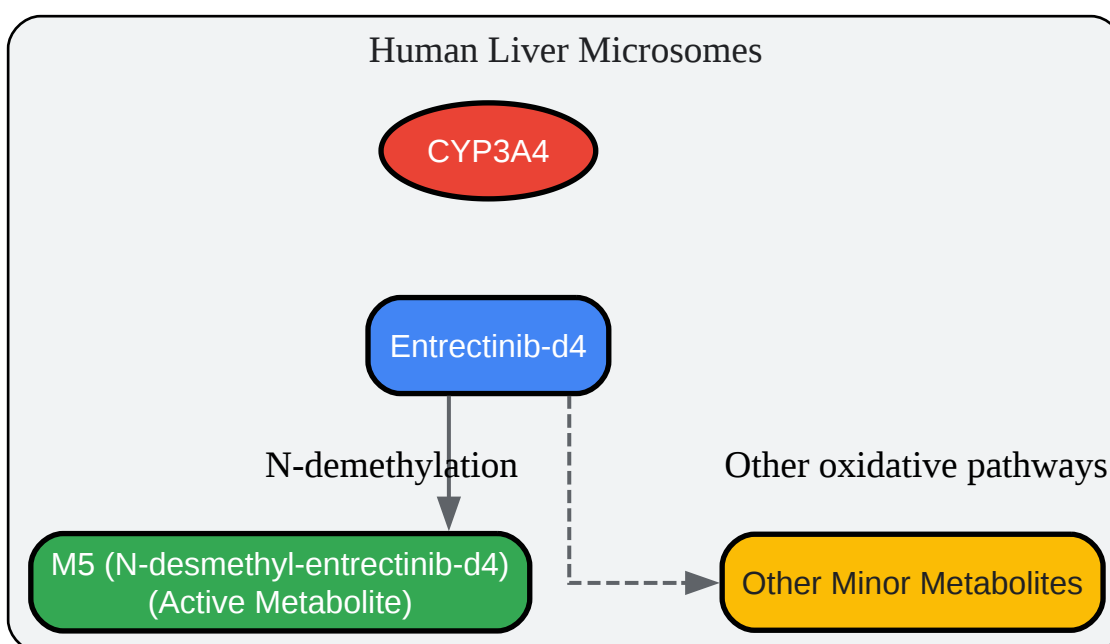 Human Liver Microsomes
CYP3A4
Entrectinib-d4
N-demethylation
Other oxidative pathways
M5 (N-desmethyl-entrectinib-d4)
(Active Metabolite)
Other Minor Metabolites